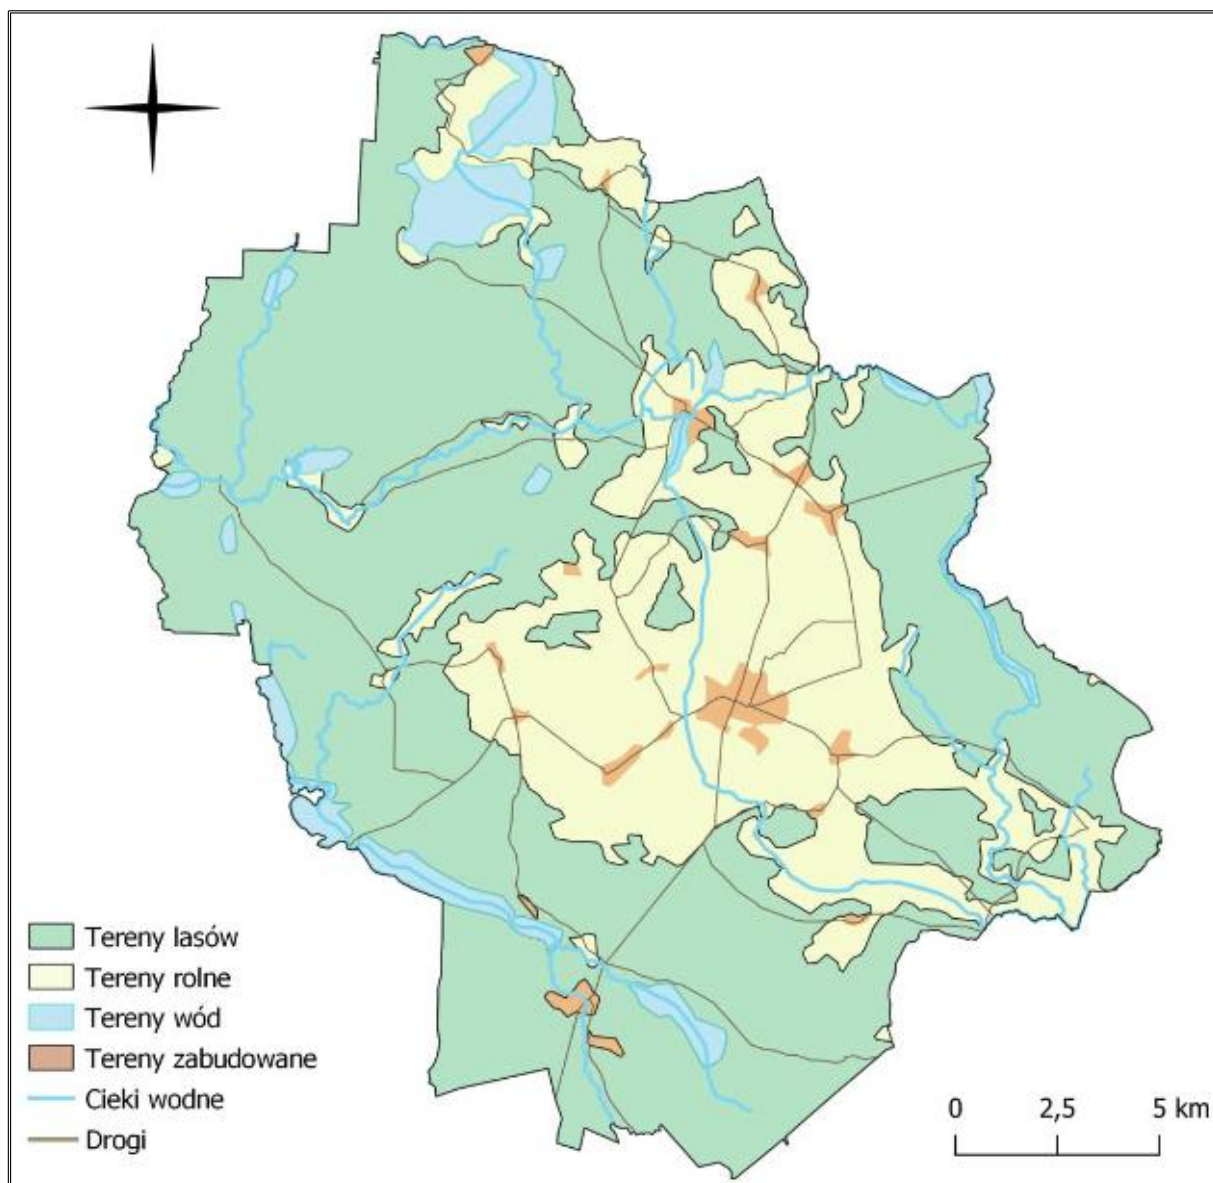 Tereny lasów
Tereny rolne
Tereny wód
Tereny zabudowane
Cieki wodne
Drogi
0 2,5 5 km